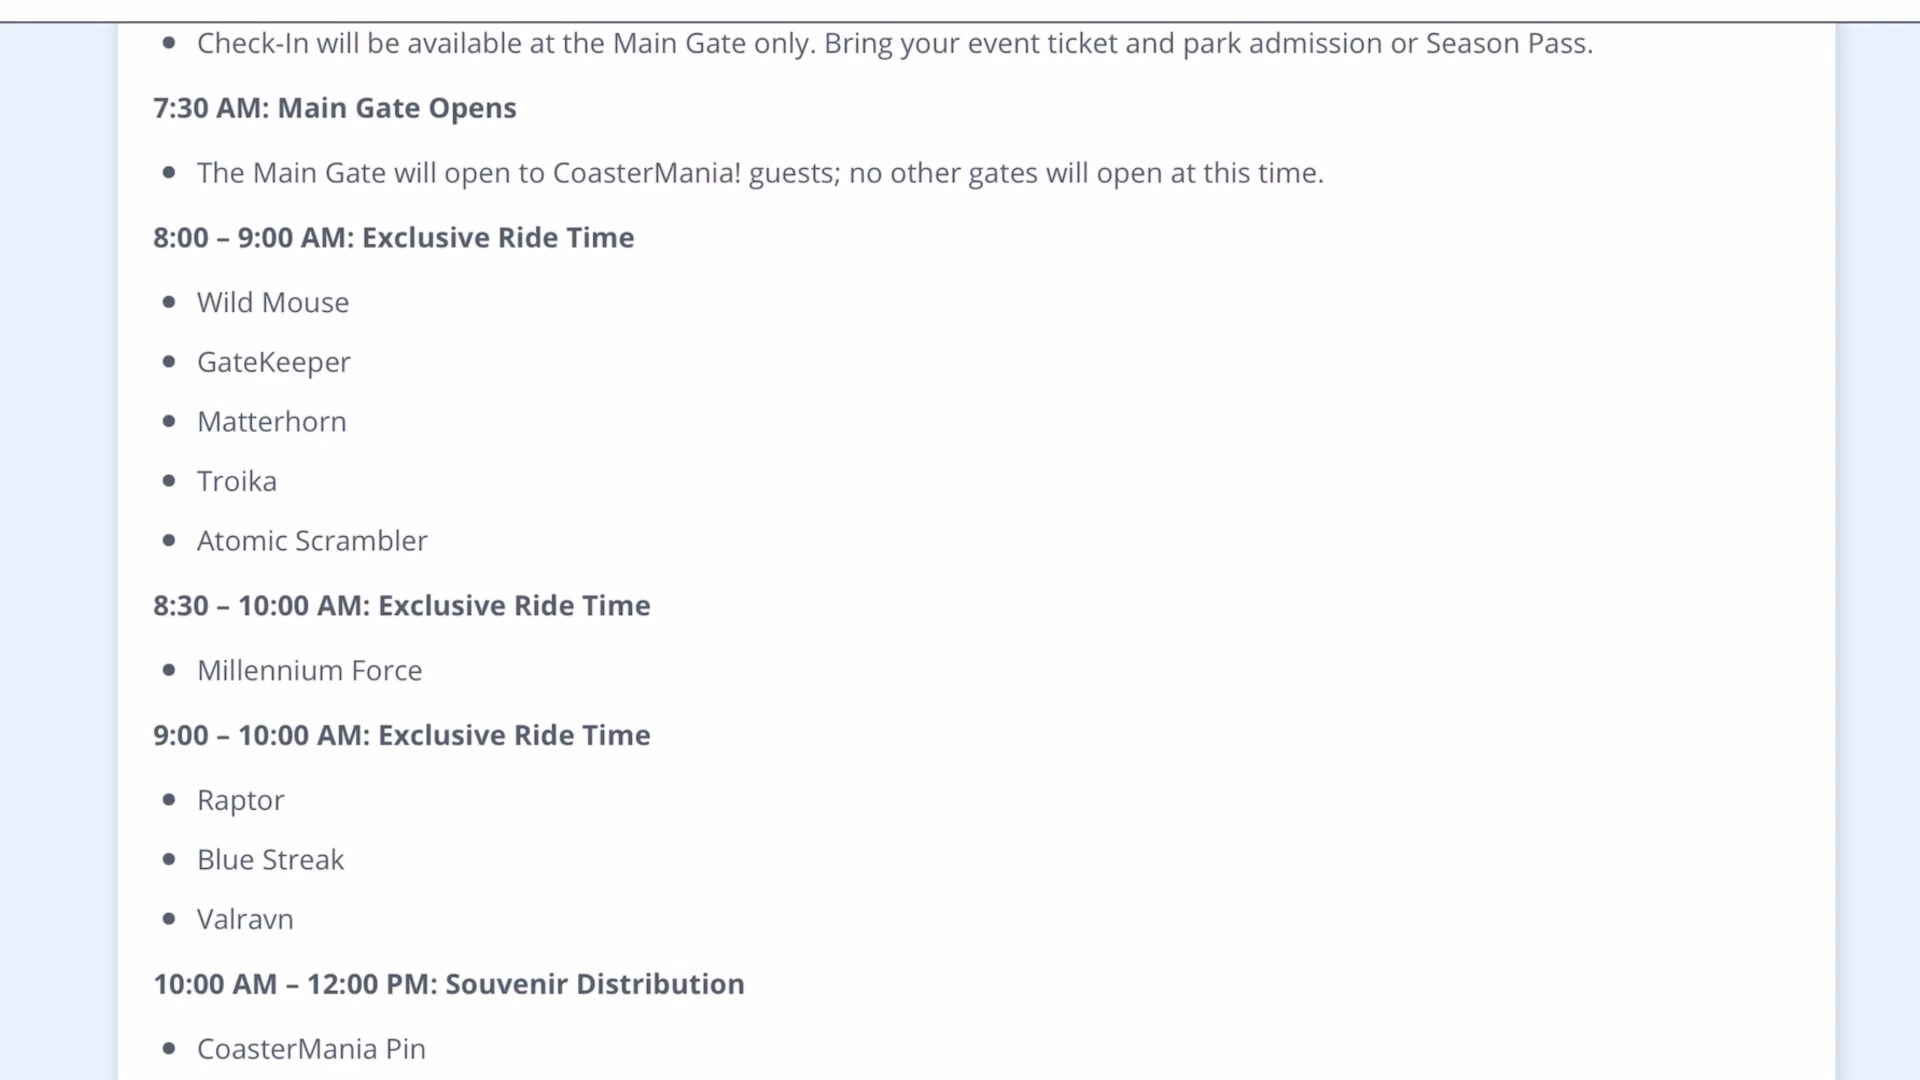 Check-In will be available at the Main Gate only. Bring your event ticket and park admission or Season Pass.
7:30 AM: Main Gate Opens
The Main Gate will open to CoasterMania! guests; no other gates will open at this time.
8:00 – 9:00 AM: Exclusive Ride Time
Wild Mouse
GateKeeper
Matterhorn
Troika
Atomic Scrambler
8:30 – 10:00 AM: Exclusive Ride Time
Millennium Force
9:00 – 10:00 AM: Exclusive Ride Time
Raptor
Blue Streak
Valravn
10:00 AM – 12:00 PM: Souvenir Distribution
CoasterMania Pin